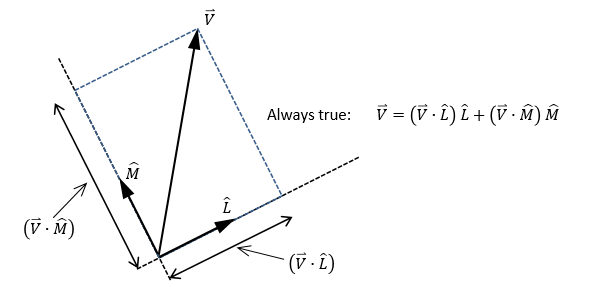 V⃗
Always true: V⃗ = (V⃗ · L̂) L̂ + (V⃗ · M̂) M̂
M̂
L̂
(V⃗ · M̂)
(V⃗ · L̂)